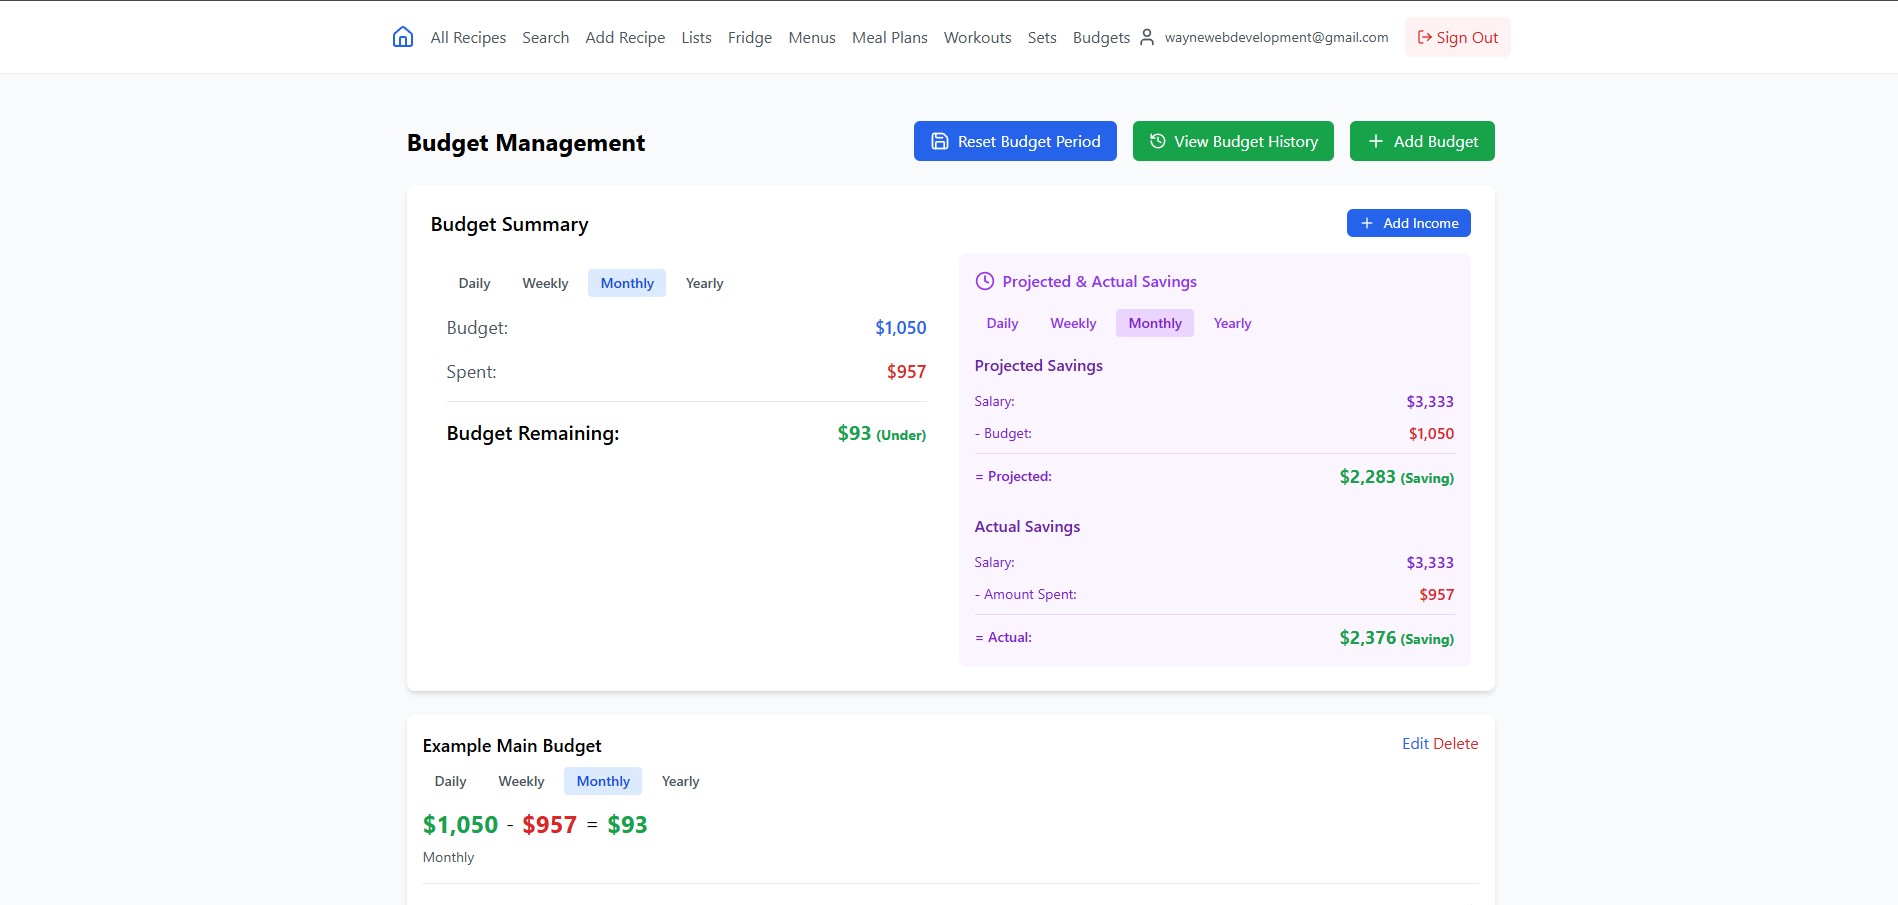 All Recipes Search Add Recipe Lists Fridge Menus Meal Plans Workouts Sets Budgets waynewebdevelopment@gmail.com Sign Out
Budget Management
Reset Budget Period View Budget History Add Budget
Budget Summary
Add Income
Daily Weekly Monthly Yearly
Budget: $1,050
Spent: $957
Budget Remaining: $93 (Under)
Projected & Actual Savings
Daily Weekly Monthly Yearly
Projected Savings
Salary: $3,333
- Budget: $1,050
= Projected: $2,283 (Saving)
Actual Savings
Salary: $3,333
- Amount Spent: $957
= Actual: $2,376 (Saving)
Example Main Budget
Edit Delete
Daily Weekly Monthly Yearly
$1,050 - $957 = $93
Monthly